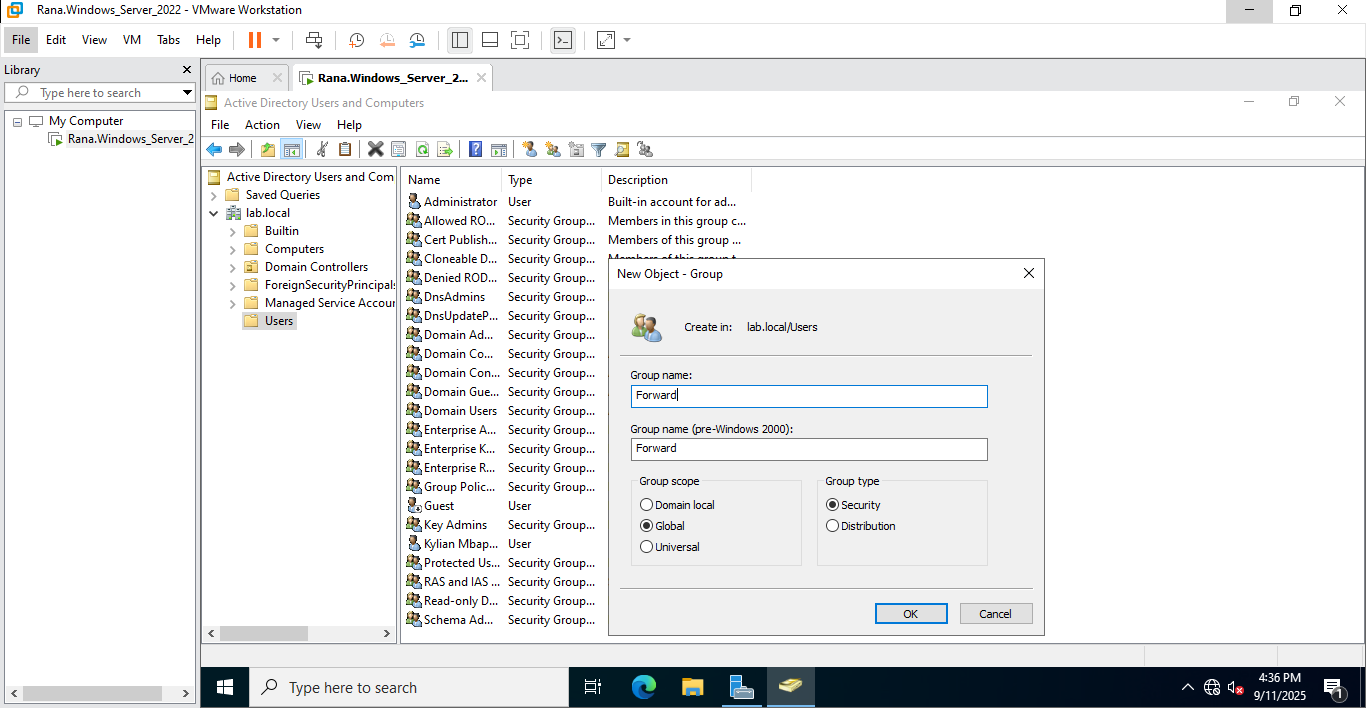 Rana.Windows_Server_2022 - VMware Workstation
File Edit View VM Tabs Help
Library
Type here to search
My Computer
Rana.Windows_Server_2
Home
Rana.Windows_Server_2...
Active Directory Users and Computers
File Action View Help
Active Directory Users and Com
Saved Queries
lab.local
Builtin
Computers
Domain Controllers
ForeignSecurityPrincipals
Managed Service Accour
Users
Name Type Description
Administrator User Built-in account for ad...
Allowed RO... Security Group... Members in this group c...
Cert Publish... Security Group... Members of this group ...
Cloneable D... Security Group... Members of this group t
Denied ROD... Security Group...
DnsAdmins Security Group...
DnsUpdateP... Security Group...
Domain Ad... Security Group...
Domain Co... Security Group...
Domain Con... Security Group...
Domain Gue... Security Group...
Domain Users Security Group...
Enterprise A... Security Group...
Enterprise K... Security Group...
Enterprise R... Security Group...
Group Polic... Security Group...
Guest User
Key Admins Security Group...
Kylian Mbap... User
Protected Us... Security Group...
RAS and IAS ... Security Group...
Read-only D... Security Group...
Schema Ad... Security Group...
New Object - Group
Create in: lab.local/Users
Group name:
Forward
Group name (pre-Windows 2000):
Forward
Group scope
Domain local
Global
Universal
Group type
Security
Distribution
OK Cancel
Type here to search
4:36 PM
9/11/2025
1